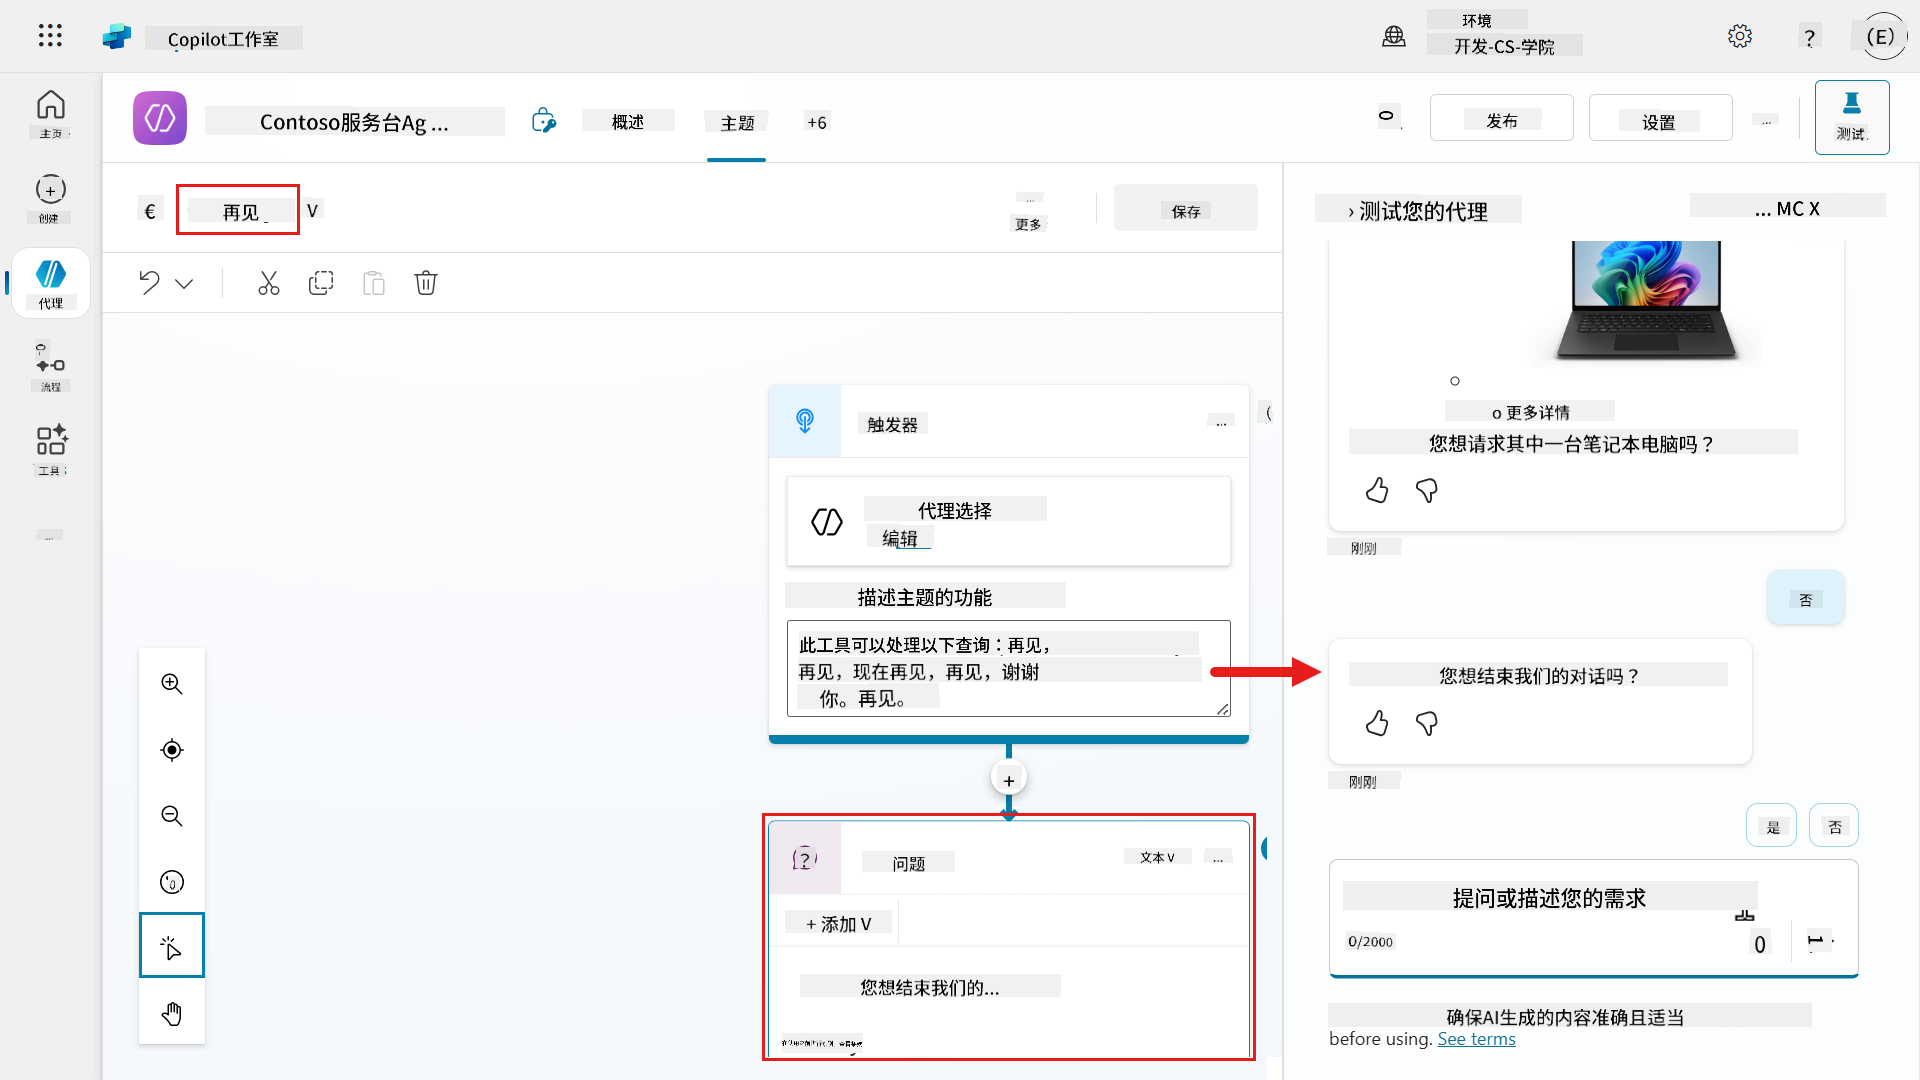 Copilot工作室
环境
开发-CS-学院
?
(E)
主页
创建
代理
流程
工具
...
Contoso服务台Ag ...
概述
主题
+6
发布
设置
...
测试
€
再见
V
...
更多
保存
触发器
...
代理选择
编辑
描述主题的功能
此工具可以处理以下查询：再见，
再见，现在再见，再见，谢谢
你。再见。
+
?
问题
文本 V
...
+ 添加 V
您想结束我们的...
› 测试您的代理
... MC X
o 更多详情
您想请求其中一台笔记本电脑吗？
刚刚
否
您想结束我们的对话吗？
刚刚
是
否
提问或描述您的需求
0/2000
确保AI生成的内容准确且适当
before using. See terms